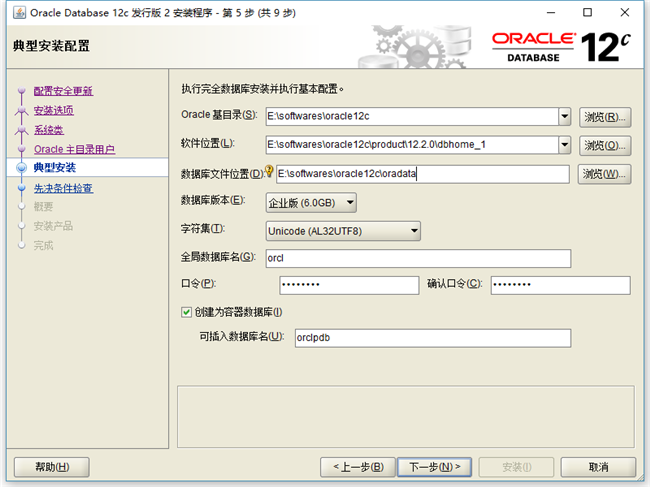 Oracle Database 12c 发行版 2 安装程序 - 第 5 步 (共 9 步)
典型安装配置
ORACLE
DATABASE
12c
配置安全更新
安装选项
系统类
Oracle 主目录用户
典型安装
先决条件检查
概要
安装产品
完成
执行完全数据库安装并执行基本配置。
Oracle 基目录(S): E:\softwares\oracle12c 浏览(R)...
软件位置(L): E:\softwares\oracle12c\product\12.2.0\dbhome_1 浏览(O)...
数据库文件位置(D): E:\softwares\oracle12c\oradata 浏览(W)...
数据库版本(E): 企业版 (6.0GB)
字符集(T): Unicode (AL32UTF8)
全局数据库名(G): orcl
口令(P): •••••••• 确认口令(C): ••••••••
创建为容器数据库(I)
可插入数据库名(U): orclpdb
帮助(H) < 上一步(B) 下一步(N) > 安装(I) 取消